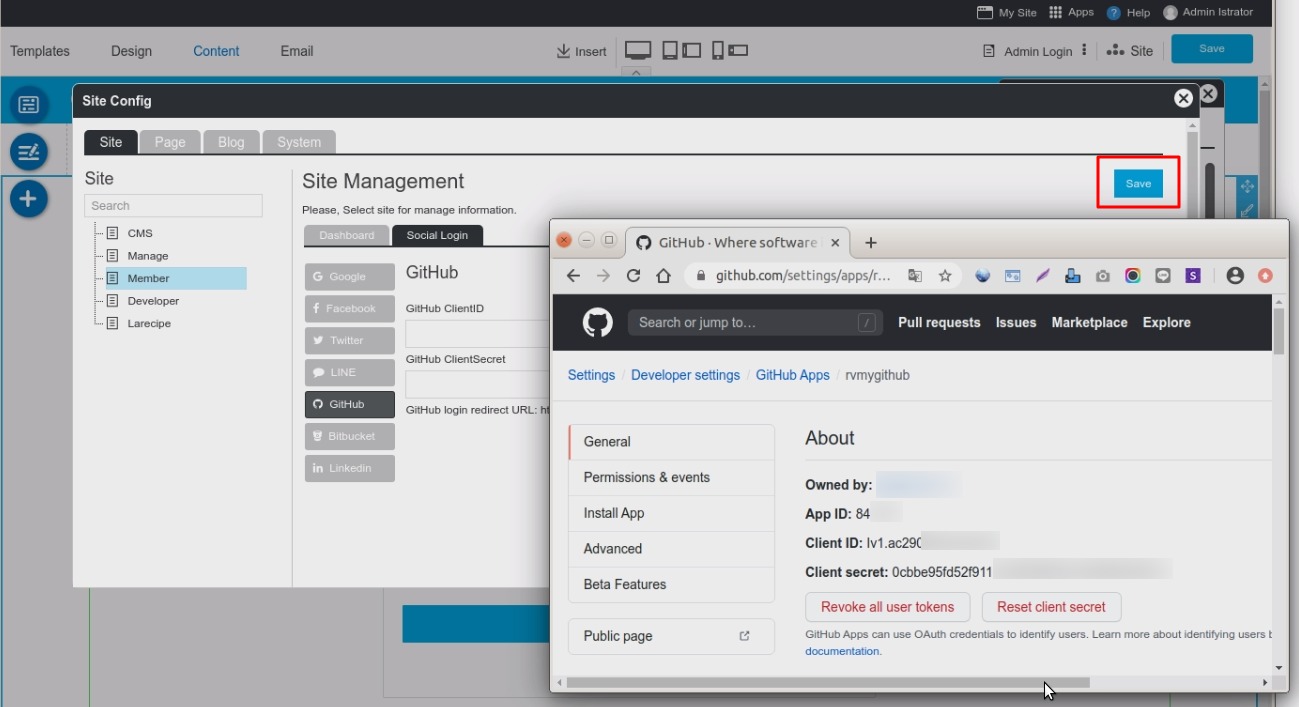 My Site Apps Help Admin Istrator
Templates Design Content Email Insert Admin Login Site Save
Site Config
Site Page Blog System
Site
Search
CMS
Manage
Member
Developer
Larecipe
Site Management
Save
Please, Select site for manage information.
Dashboard Social Login
Google
Facebook
Twitter
LINE
GitHub
Bitbucket
Linkedin
GitHub
GitHub ClientID
GitHub ClientSecret
GitHub login redirect URL:
GitHub · Where software
github.com/settings/apps/r...
Search or jump to... / Pull requests Issues Marketplace Explore
Settings / Developer settings / GitHub Apps / rvmygithub
General
Permissions & events
Install App
Advanced
Beta Features
Public page
About
Owned by:
App ID: 84
Client ID: Iv1.ac290
Client secret: 0cbbe95fd52f911
Revoke all user tokens Reset client secret
GitHub Apps can use OAuth credentials to identify users. Learn more about identifying users
documentation.